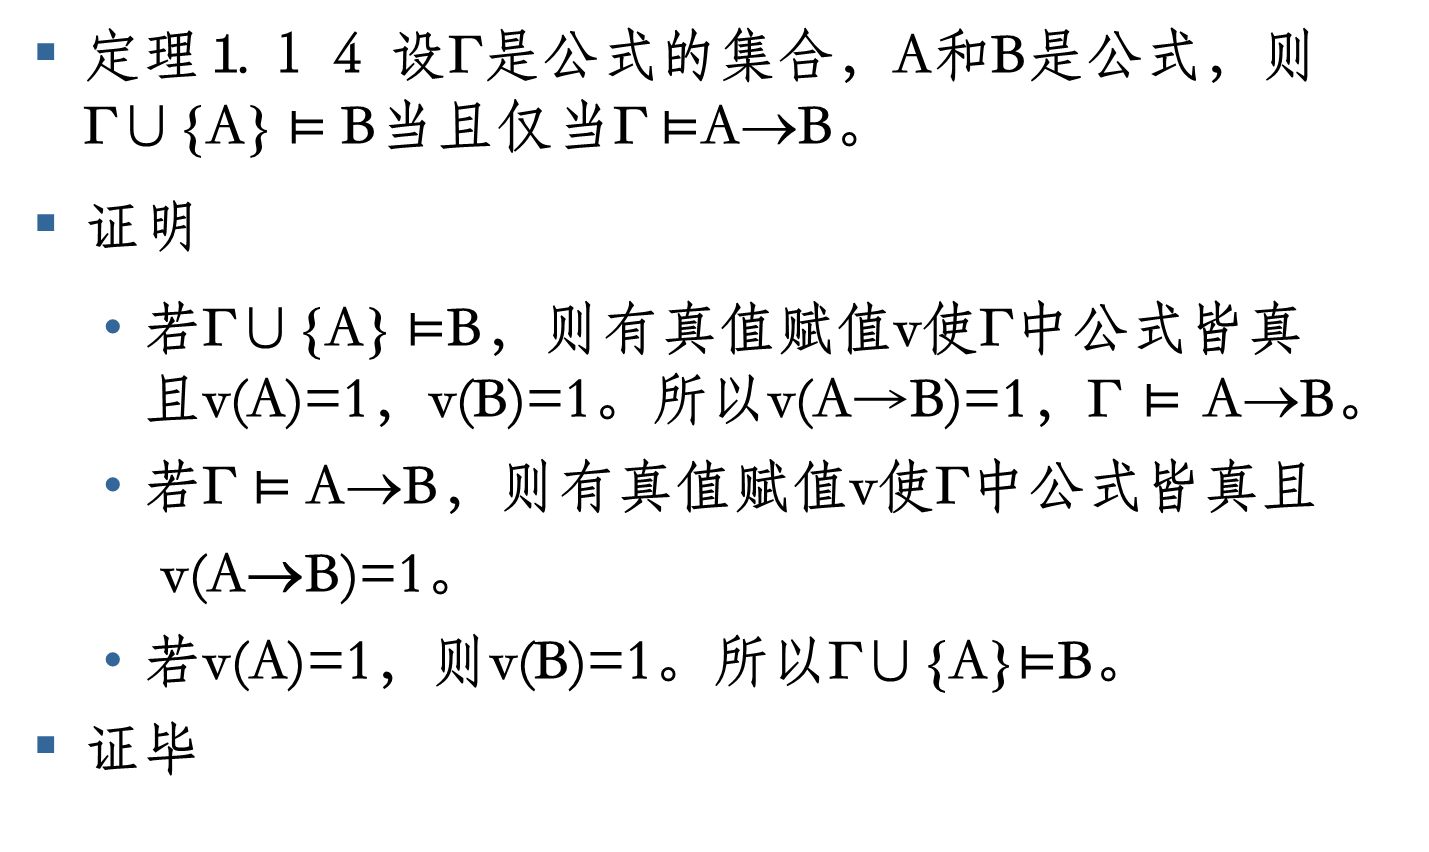 定理1.14 设Γ是公式的集合，A和B是公式，则
Γ∪{A} ⊨ B当且仅当Γ ⊨A→B。
证明
若Γ∪{A} ⊨B，则有真值赋值v使Γ中公式皆真
且v(A)=1，v(B)=1。所以v(A→B)=1，Γ ⊨ A→B。
若Γ ⊨ A→B，则有真值赋值v使Γ中公式皆真且
v(A→B)=1。
若v(A)=1，则v(B)=1。所以Γ∪{A}⊨B。
证毕